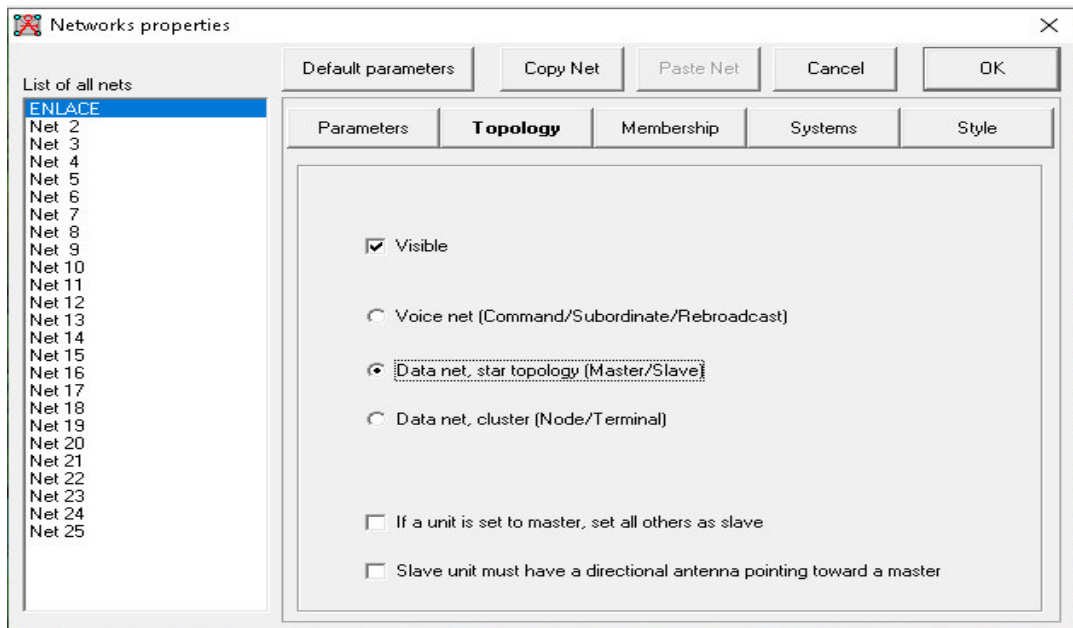 Networks properties
Default parameters
Copy Net
Paste Net
Cancel
OK
List of all nets
ENLACE
Net 2
Net 3
Net 4
Net 5
Net 6
Net 7
Net 8
Net 9
Net 10
Net 11
Net 12
Net 13
Net 14
Net 15
Net 16
Net 17
Net 18
Net 19
Net 20
Net 21
Net 22
Net 23
Net 24
Net 25
Parameters
Topology
Membership
Systems
Style
Visible
Voice net (Command/Subordinate/Rebroadcast)
Data net, star topology (Master/Slave)
Data net, cluster (Node/Terminal)
If a unit is set to master, set all others as slave
Slave unit must have a directional antenna pointing toward a master